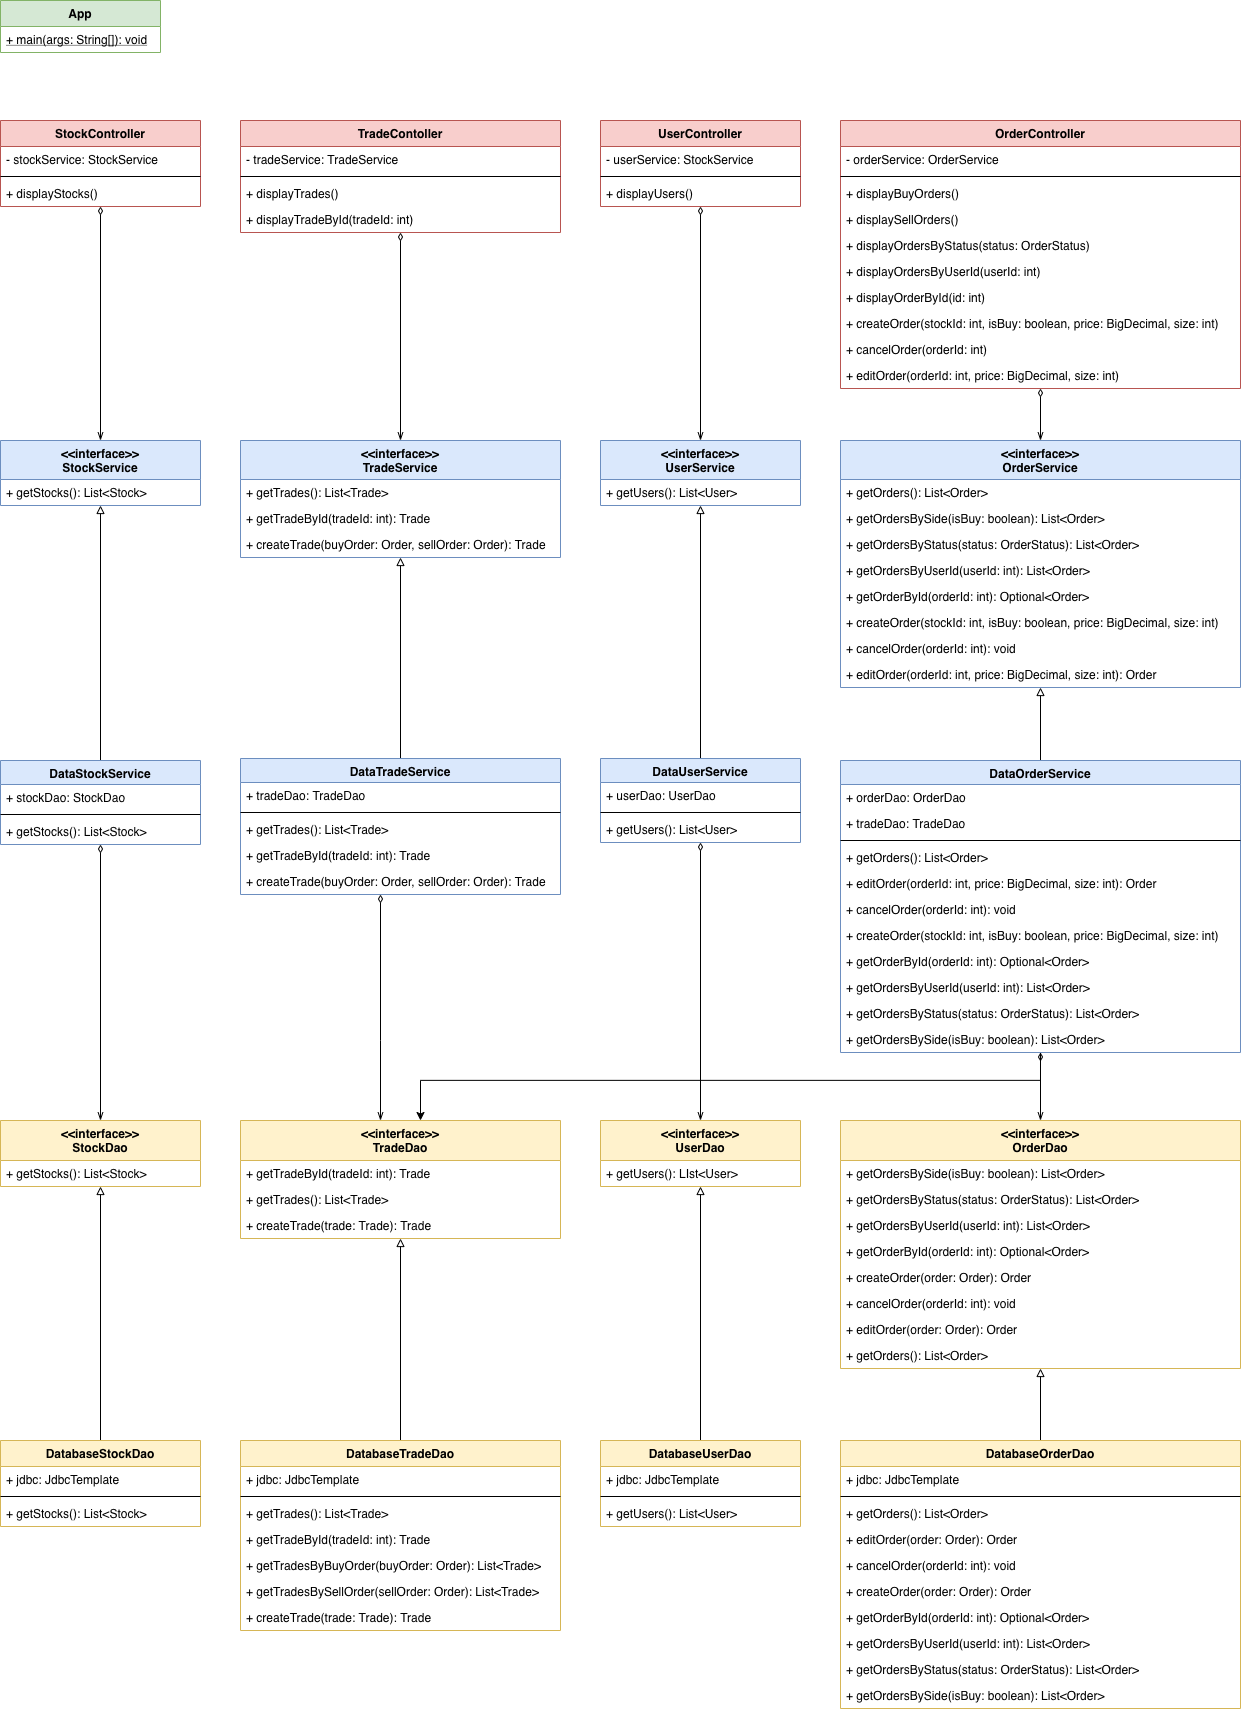 App
+ main(args: String[]): void
StockController
- stockService: StockService
+ displayStocks()
TradeContoller
- tradeService: TradeService
+ displayTrades()
+ displayTradeById(tradeId: int)
UserController
- userService: StockService
+ displayUsers()
OrderController
- orderService: OrderService
+ displayBuyOrders()
+ displaySellOrders()
+ displayOrdersByStatus(status: OrderStatus)
+ displayOrdersByUserId(userId: int)
+ displayOrderById(id: int)
+ createOrder(stockId: int, isBuy: boolean, price: BigDecimal, size: int)
+ cancelOrder(orderId: int)
+ editOrder(orderId: int, price: BigDecimal, size: int)
<<interface>>
StockService
+ getStocks(): List<Stock>
<<interface>>
TradeService
+ getTrades(): List<Trade>
+ getTradeById(tradeId: int): Trade
+ createTrade(buyOrder: Order, sellOrder: Order): Trade
<<interface>>
UserService
+ getUsers(): List<User>
<<interface>>
OrderService
+ getOrders(): List<Order>
+ getOrdersBySide(isBuy: boolean): List<Order>
+ getOrdersByStatus(status: OrderStatus): List<Order>
+ getOrdersByUserId(userId: int): List<Order>
+ getOrderById(orderId: int): Optional<Order>
+ createOrder(stockId: int, isBuy: boolean, price: BigDecimal, size: int)
+ cancelOrder(orderId: int): void
+ editOrder(orderId: int, price: BigDecimal, size: int): Order
DataStockService
+ stockDao: StockDao
+ getStocks(): List<Stock>
DataTradeService
+ tradeDao: TradeDao
+ getTrades(): List<Trade>
+ getTradeById(tradeId: int): Trade
+ createTrade(buyOrder: Order, sellOrder: Order): Trade
DataUserService
+ userDao: UserDao
+ getUsers(): List<User>
DataOrderService
+ orderDao: OrderDao
+ tradeDao: TradeDao
+ getOrders(): List<Order>
+ editOrder(orderId: int, price: BigDecimal, size: int): Order
+ cancelOrder(orderId: int): void
+ createOrder(stockId: int, isBuy: boolean, price: BigDecimal, size: int)
+ getOrderById(orderId: int): Optional<Order>
+ getOrdersByUserId(userId: int): List<Order>
+ getOrdersByStatus(status: OrderStatus): List<Order>
+ getOrdersBySide(isBuy: boolean): List<Order>
<<interface>>
StockDao
+ getStocks(): List<Stock>
<<interface>>
TradeDao
+ getTradeById(tradeId: int): Trade
+ getTrades(): List<Trade>
+ createTrade(trade: Trade): Trade
<<interface>>
UserDao
+ getUsers(): LIst<User>
<<interface>>
OrderDao
+ getOrdersBySide(isBuy: boolean): List<Order>
+ getOrdersByStatus(status: OrderStatus): List<Order>
+ getOrdersByUserId(userId: int): List<Order>
+ getOrderById(orderId: int): Optional<Order>
+ createOrder(order: Order): Order
+ cancelOrder(orderId: int): void
+ editOrder(order: Order): Order
+ getOrders(): List<Order>
DatabaseStockDao
+ jdbc: JdbcTemplate
+ getStocks(): List<Stock>
DatabaseTradeDao
+ jdbc: JdbcTemplate
+ getTrades(): List<Trade>
+ getTradeById(tradeId: int): Trade
+ getTradesByBuyOrder(buyOrder: Order): List<Trade>
+ getTradesBySellOrder(sellOrder: Order): List<Trade>
+ createTrade(trade: Trade): Trade
DatabaseUserDao
+ jdbc: JdbcTemplate
+ getUsers(): List<User>
DatabaseOrderDao
+ jdbc: JdbcTemplate
+ getOrders(): List<Order>
+ editOrder(order: Order): Order
+ cancelOrder(orderId: int): void
+ createOrder(order: Order): Order
+ getOrderById(orderId: int): Optional<Order>
+ getOrdersByUserId(userId: int): List<Order>
+ getOrdersByStatus(status: OrderStatus): List<Order>
+ getOrdersBySide(isBuy: boolean): List<Order>